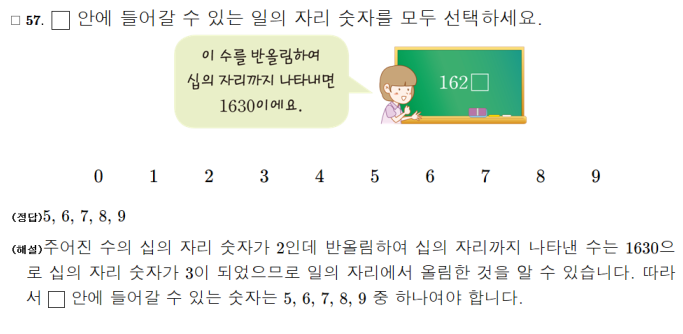 □ 57. □ 안에 들어갈 수 있는 일의 자리 숫자를 모두 선택하세요.
이 수를 반올림하여
십의 자리까지 나타내면
1630이에요.
162□
0 1 2 3 4 5 6 7 8 9
(정답)5, 6, 7, 8, 9
(해설)주어진 수의 십의 자리 숫자가 2인데 반올림하여 십의 자리까지 나타낸 수는 1630으
로 십의 자리 숫자가 3이 되었으므로 일의 자리에서 올림한 것을 알 수 있습니다. 따라
서 □ 안에 들어갈 수 있는 숫자는 5, 6, 7, 8, 9 중 하나여야 합니다.